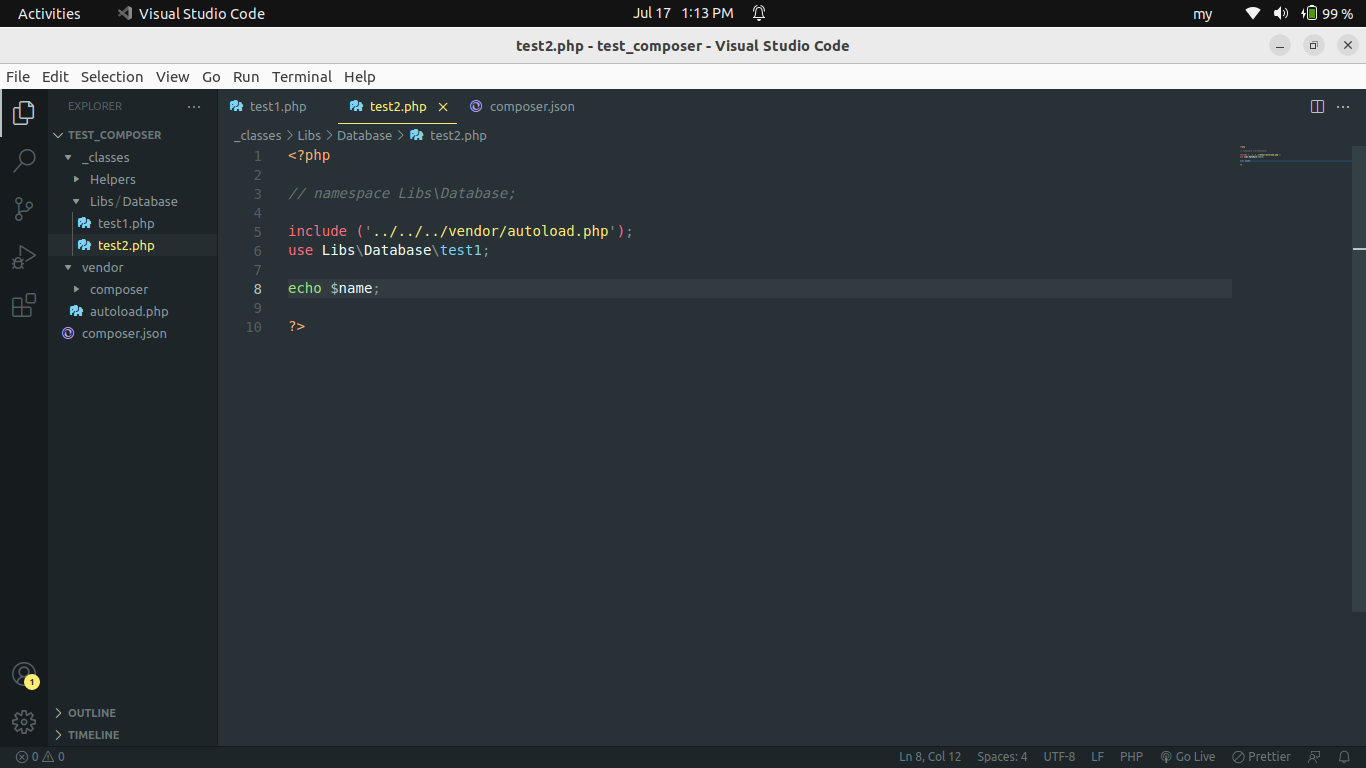 Activities Visual Studio Code Jul 17 1:13 PM my 99 %
test2.php - test_composer - Visual Studio Code
File Edit Selection View Go Run Terminal Help
EXPLORER
TEST_COMPOSER
_classes
Helpers
Libs / Database
test1.php
test2.php
vendor
composer
autoload.php
composer.json
OUTLINE
TIMELINE
1
test1.php test2.php composer.json
_classes > Libs > Database > test2.php
1 <?php
2
3 // namespace Libs\Database;
4
5 include ('../../../vendor/autoload.php');
6 use Libs\Database\test1;
7
8 echo $name;
9
10 ?>
0 0 Ln 8, Col 12 Spaces: 4 UTF-8 LF PHP Go Live Prettier